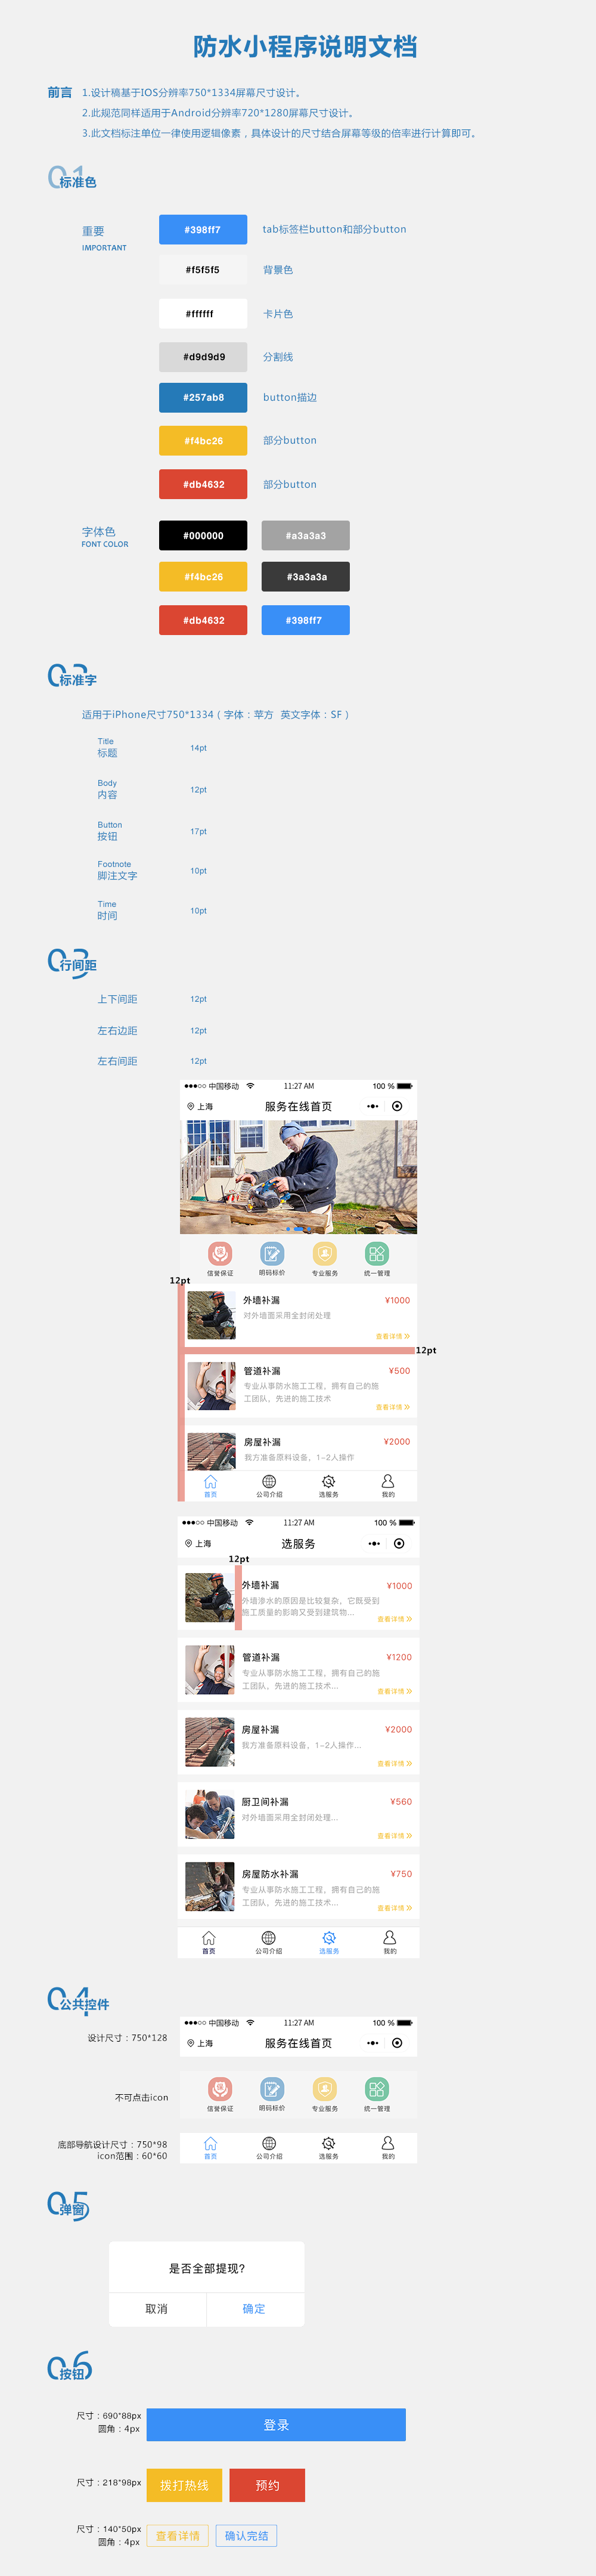 防水小程序说明文档
前言
1.设计稿基于IOS分辨率750*1334屏幕尺寸设计。
2.此规范同样适用于Android分辨率720*1280屏幕尺寸设计。
3.此文档标注单位一律使用逻辑像素，具体设计的尺寸结合屏幕等级的倍率进行计算即可。
01 标准色
重要
IMPORTANT
#398ff7 tab标签栏button和部分button
#f5f5f5 背景色
#ffffff 卡片色
#d9d9d9 分割线
#257ab8 button描边
#f4bc26 部分button
#db4632 部分button
字体色
FONT COLOR
#000000 #a3a3a3
#f4bc26 #3a3a3a
#db4632 #398ff7
02 标准字
适用于iPhone尺寸750*1334（字体：苹方 英文字体：SF）
Title
标题 14pt
Body
内容 12pt
Button
按钮 17pt
Footnote
脚注文字 10pt
Time
时间 10pt
03 行间距
上下间距 12pt
左右边距 12pt
左右间距 12pt
中国移动 11:27 AM 100 %
上海 服务在线首页
信誉保证 明码标价 专业服务 统一管理
12pt
外墙补漏 ¥1000
对外墙面采用全封闭处理
查看详情
12pt
管道补漏 ¥500
专业从事防水施工工程，拥有自己的施
工团队，先进的施工技术
查看详情
房屋补漏 ¥2000
我方准备原料设备，1-2人操作
首页 公司介绍 选服务 我的
中国移动 11:27 AM 100 %
上海 选服务
12pt
外墙补漏 ¥1000
外墙渗水的原因是比较复杂，它既受到
施工质量的影响又受到建筑物...
查看详情
管道补漏 ¥1200
专业从事防水施工工程，拥有自己的施
工团队，先进的施工技术...
查看详情
房屋补漏 ¥2000
我方准备原料设备，1-2人操作...
查看详情
厨卫间补漏 ¥560
对外墙面采用全封闭处理...
查看详情
房屋防水补漏 ¥750
专业从事防水施工工程，拥有自己的施
工团队，先进的施工技术...
查看详情
首页 公司介绍 选服务 我的
04 公共控件
设计尺寸：750*128
中国移动 11:27 AM 100 %
上海 服务在线首页
不可点击icon
信誉保证 明码标价 专业服务 统一管理
底部导航设计尺寸：750*98
icon范围：60*60
首页 公司介绍 选服务 我的
05 弹窗
是否全部提现?
取消 确定
06 按钮
尺寸：690*88px
圆角：4px
登录
尺寸：218*98px
拨打热线 预约
尺寸：140*50px
圆角：4px
查看详情 确认完结